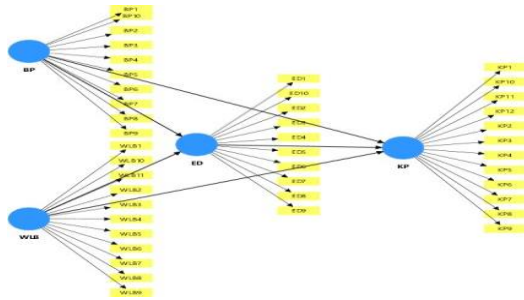 BP1
BP10
BP2
BP3
BP4
BP5
BP6
BP7
BP8
BP9
BP
WLB1
WLB10
WLB11
WLB2
WLB3
WLB4
WLB5
WLB6
WLB7
WLB8
WLB9
WLB
ED1
ED10
ED2
ED3
ED4
ED5
ED6
ED7
ED8
ED9
ED
KP1
KP10
KP11
KP12
KP2
KP3
KP4
KP5
KP6
KP7
KP8
KP9
KP